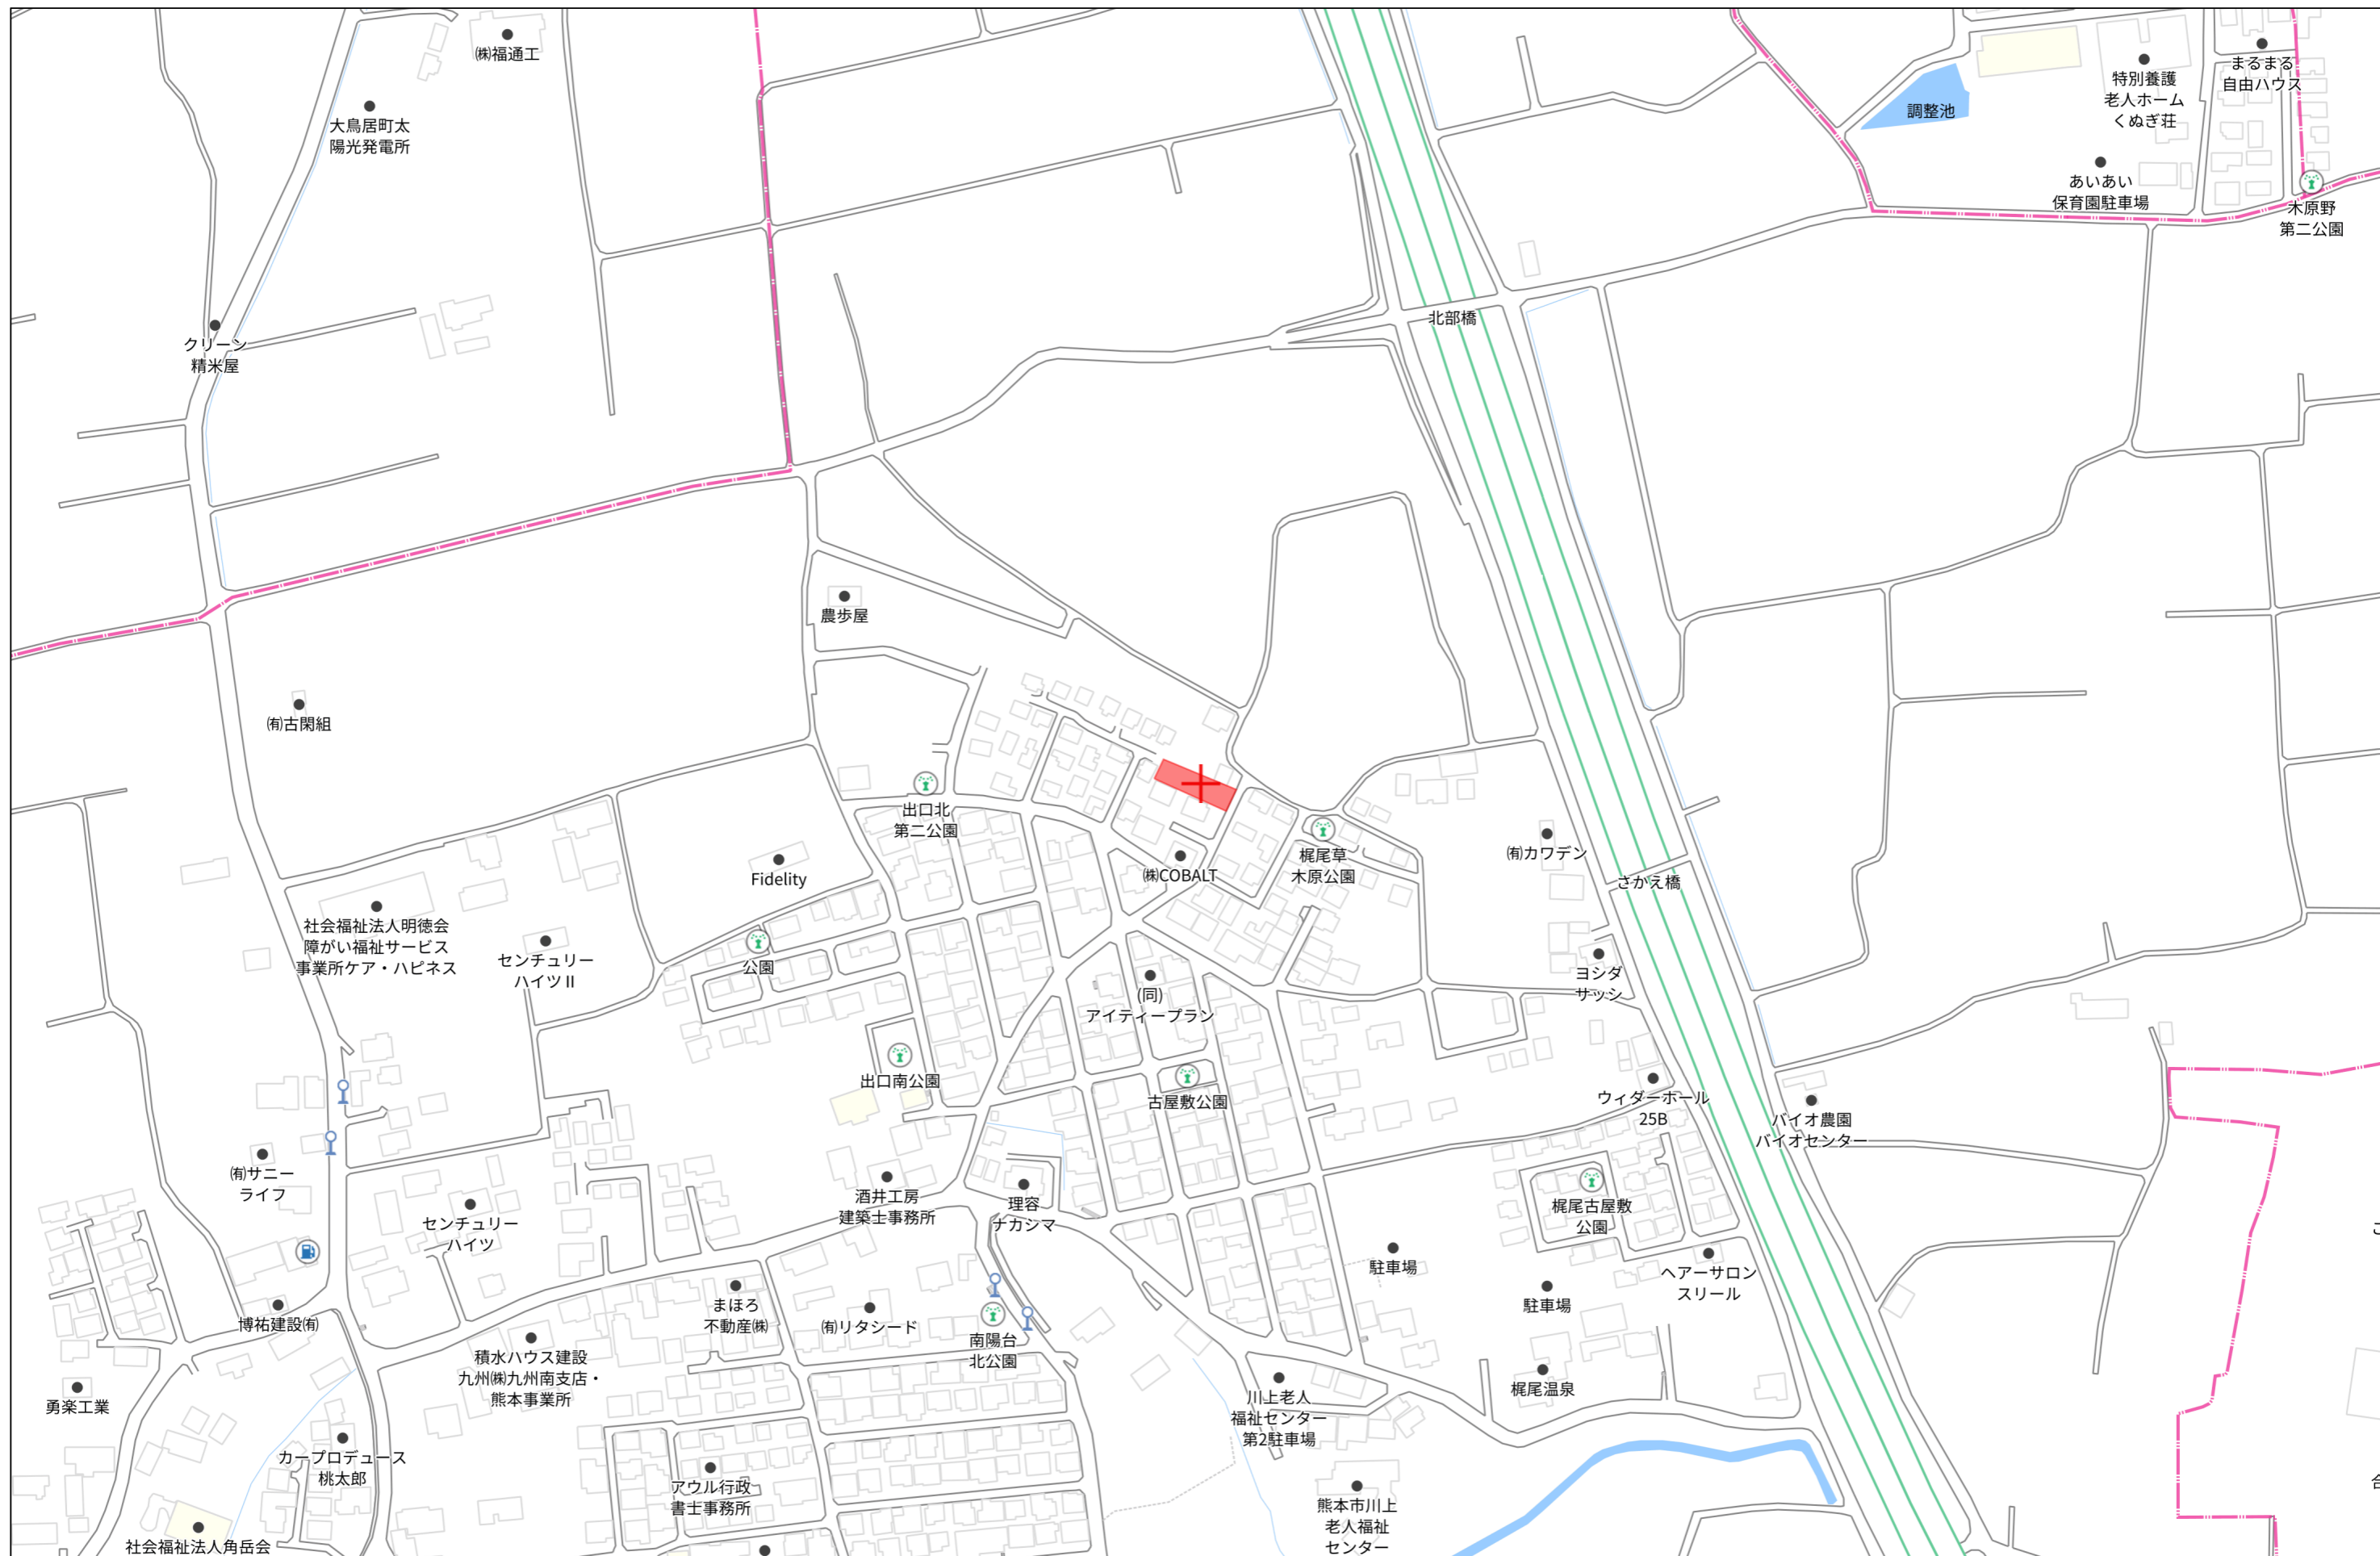 ㈱福通工
大鳥居町太
陽光発電所
調整池
特別養護
老人ホーム
くぬぎ荘
まるまる
自由ハウス
あいあい
保育園駐車場
木原野
第二公園
クリーン
精米屋
北部橋
農歩屋
㈲古閑組
出口北
第二公園
Fidelity
㈱COBALT
梶尾草
木原公園
㈲カワデン
さかえ橋
社会福祉法人明徳会
障がい福祉サービス
事業所ケア・ハピネス
センチュリー
ハイツⅡ
公園
(同)
アイティープラン
ヨシダ
サッシ
出口南公園
古屋敷公園
ウィダーホール
25B
バイオ農園
バイオセンター
㈲サニー
ライフ
センチュリー
ハイツ
酒井工房
建築士事務所
理容
ナカシマ
梶尾古屋敷
公園
駐車場
駐車場
ヘアーサロン
スリール
博祐建設㈲
まほろ
不動産㈱
㈲リタシード
南陽台
北公園
積水ハウス建設
九州㈱九州南支店・
熊本事業所
勇楽工業
川上老人
福祉センター
第2駐車場
梶尾温泉
カープロデュース
桃太郎
アウル行政
書士事務所
熊本市川上
老人福祉
センター
社会福祉法人角岳会